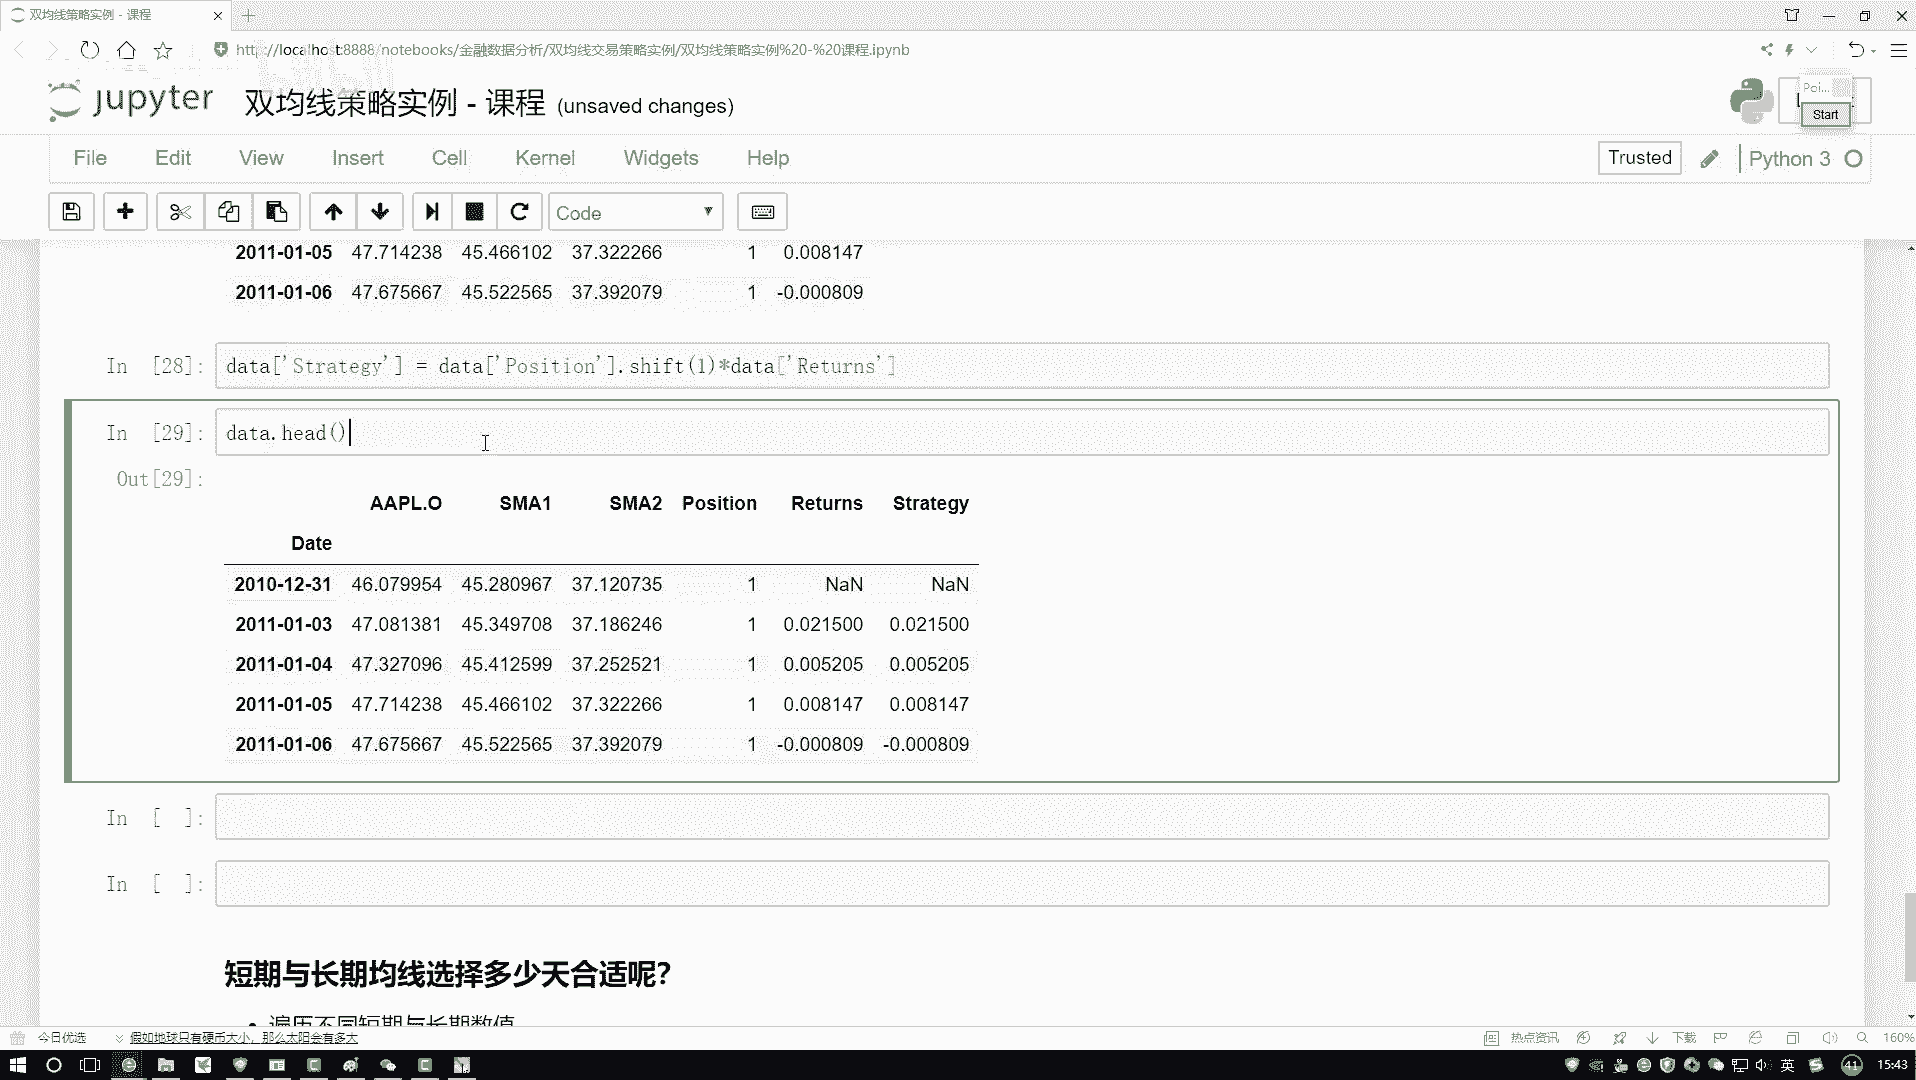 双均线策略实例 - 课程
http://localhost:8888/notebooks/金融数据分析/双均线交易策略实例/双均线策略实例%20-%20课程.ipynb
jupyter 双均线策略实例 - 课程 (unsaved changes)
Poi...
Start
File Edit View Insert Cell Kernel Widgets Help
Trusted
Python 3
Code
2011-01-05 47.714238 45.466102 37.322266 1 0.008147
2011-01-06 47.675667 45.522565 37.392079 1 -0.000809
In [28]: data['Strategy'] = data['Position'].shift(1)*data['Returns']
In [29]: data.head()
Out[29]:
AAPL.O SMA1 SMA2 Position Returns Strategy
Date
2010-12-31 46.079954 45.280967 37.120735 1 NaN NaN
2011-01-03 47.081381 45.349708 37.186246 1 0.021500 0.021500
2011-01-04 47.327096 45.412599 37.252521 1 0.005205 0.005205
2011-01-05 47.714238 45.466102 37.322266 1 0.008147 0.008147
2011-01-06 47.675667 45.522565 37.392079 1 -0.000809 -0.000809
In [ ]:
In [ ]:
短期与长期均线选择多少天合适呢?
• 遍历不同短期与长期数值
今日优选 假如地球只有硬币大小，那么太阳会有多大
热点资讯 下载 160%
英 41 15:43